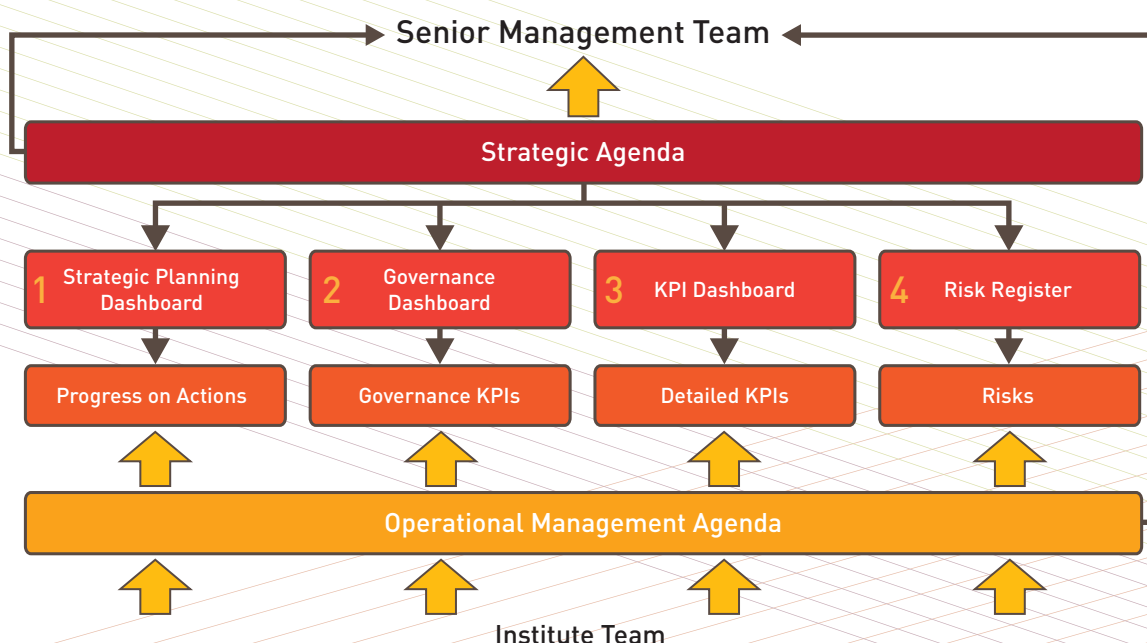 Senior Management Team
Strategic Agenda
1
Strategic Planning
Dashboard
2
Governance
Dashboard
3
KPI Dashboard
4
Risk Register
Progress on Actions
Governance KPIs
Detailed KPIs
Risks
Operational Management Agenda
Institute Team